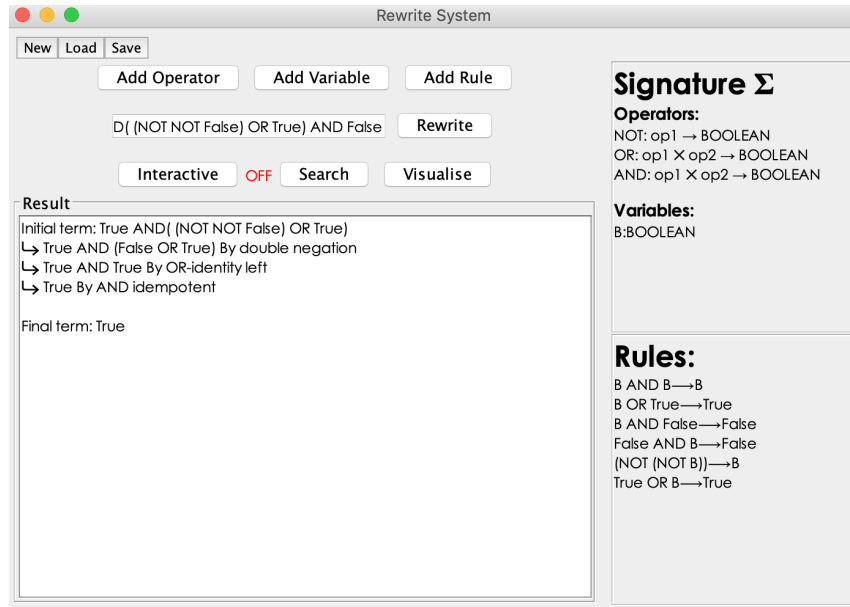 Rewrite System
New Load Save
Add Operator Add Variable Add Rule
D( (NOT NOT False) OR True) AND False Rewrite
Interactive OFF Search Visualise
Result
Initial term: True AND( (NOT NOT False) OR True)
↳ True AND (False OR True) By double negation
↳ True AND True By OR-identity left
↳ True By AND idempotent
Final term: True
Signature Σ
Operators:
NOT: op1 → BOOLEAN
OR: op1 × op2 → BOOLEAN
AND: op1 × op2 → BOOLEAN
Variables:
B:BOOLEAN
Rules:
B AND B⟶B
B OR True⟶True
B AND False⟶False
False AND B⟶False
(NOT (NOT B))⟶B
True OR B⟶True